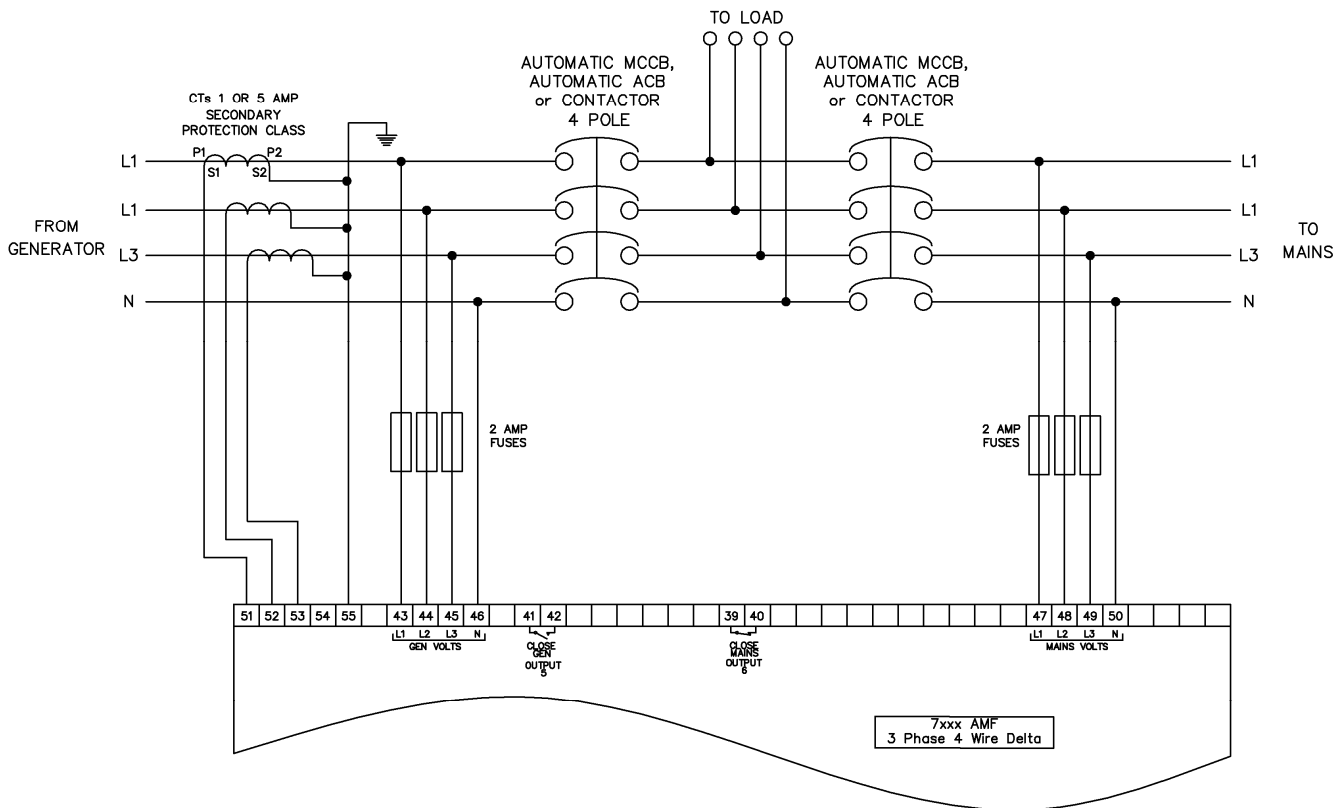 TO LOAD
AUTOMATIC MCCB,
AUTOMATIC ACB
or CONTACTOR
4 POLE
AUTOMATIC MCCB,
AUTOMATIC ACB
or CONTACTOR
4 POLE
CTs 1 OR 5 AMP
SECONDARY
PROTECTION CLASS
P1 P2
S1 S2
L1
L1
L3
N
FROM
GENERATOR
L1
L1
L3
N
TO
MAINS
2 AMP
FUSES
2 AMP
FUSES
51 52 53 54 55 43 44 45 46 41 42 39 40 47 48 49 50
L1 L2 L3 N
GEN VOLTS
CLOSE
GEN
OUTPUT
5
CLOSE
MAINS
OUTPUT
6
L1 L2 L3 N
MAINS VOLTS
7xxx AMF
3 Phase 4 Wire Delta